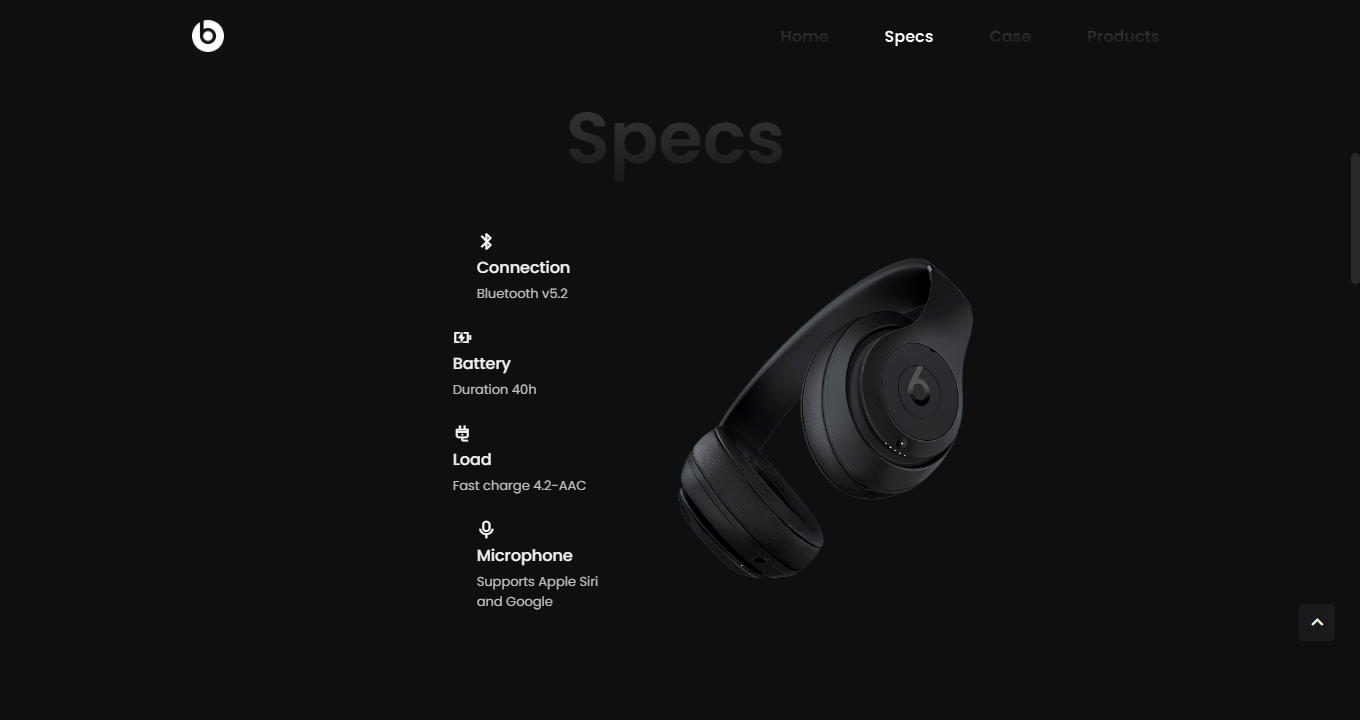 Home Specs Case Products
Specs
Connection
Bluetooth v5.2
Battery
Duration 40h
Load
Fast charge 4.2-AAC
Microphone
Supports Apple Siri
and Google